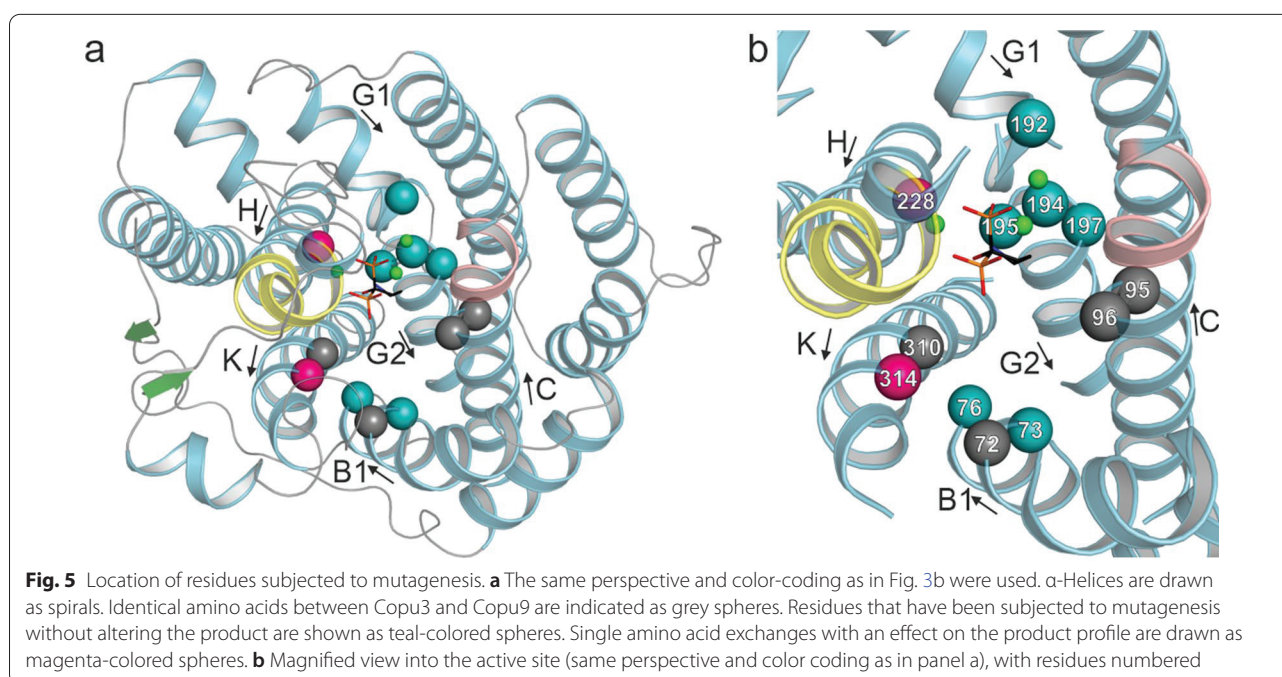 a
G1
H
K
G2
C
B1
b
G1
192
H
228
194
195
197
95
96
C
K
310
G2
314
76
73
72
B1
Fig. 5 Location of residues subjected to mutagenesis. a The same perspective and color-coding as in Fig. 3b were used. α-Helices are drawn
as spirals. Identical amino acids between Copu3 and Copu9 are indicated as grey spheres. Residues that have been subjected to mutagenesis
without altering the product are shown as teal-colored spheres. Single amino acid exchanges with an effect on the product profile are drawn as
magenta-colored spheres. b Magnified view into the active site (same perspective and color coding as in panel a), with residues numbered